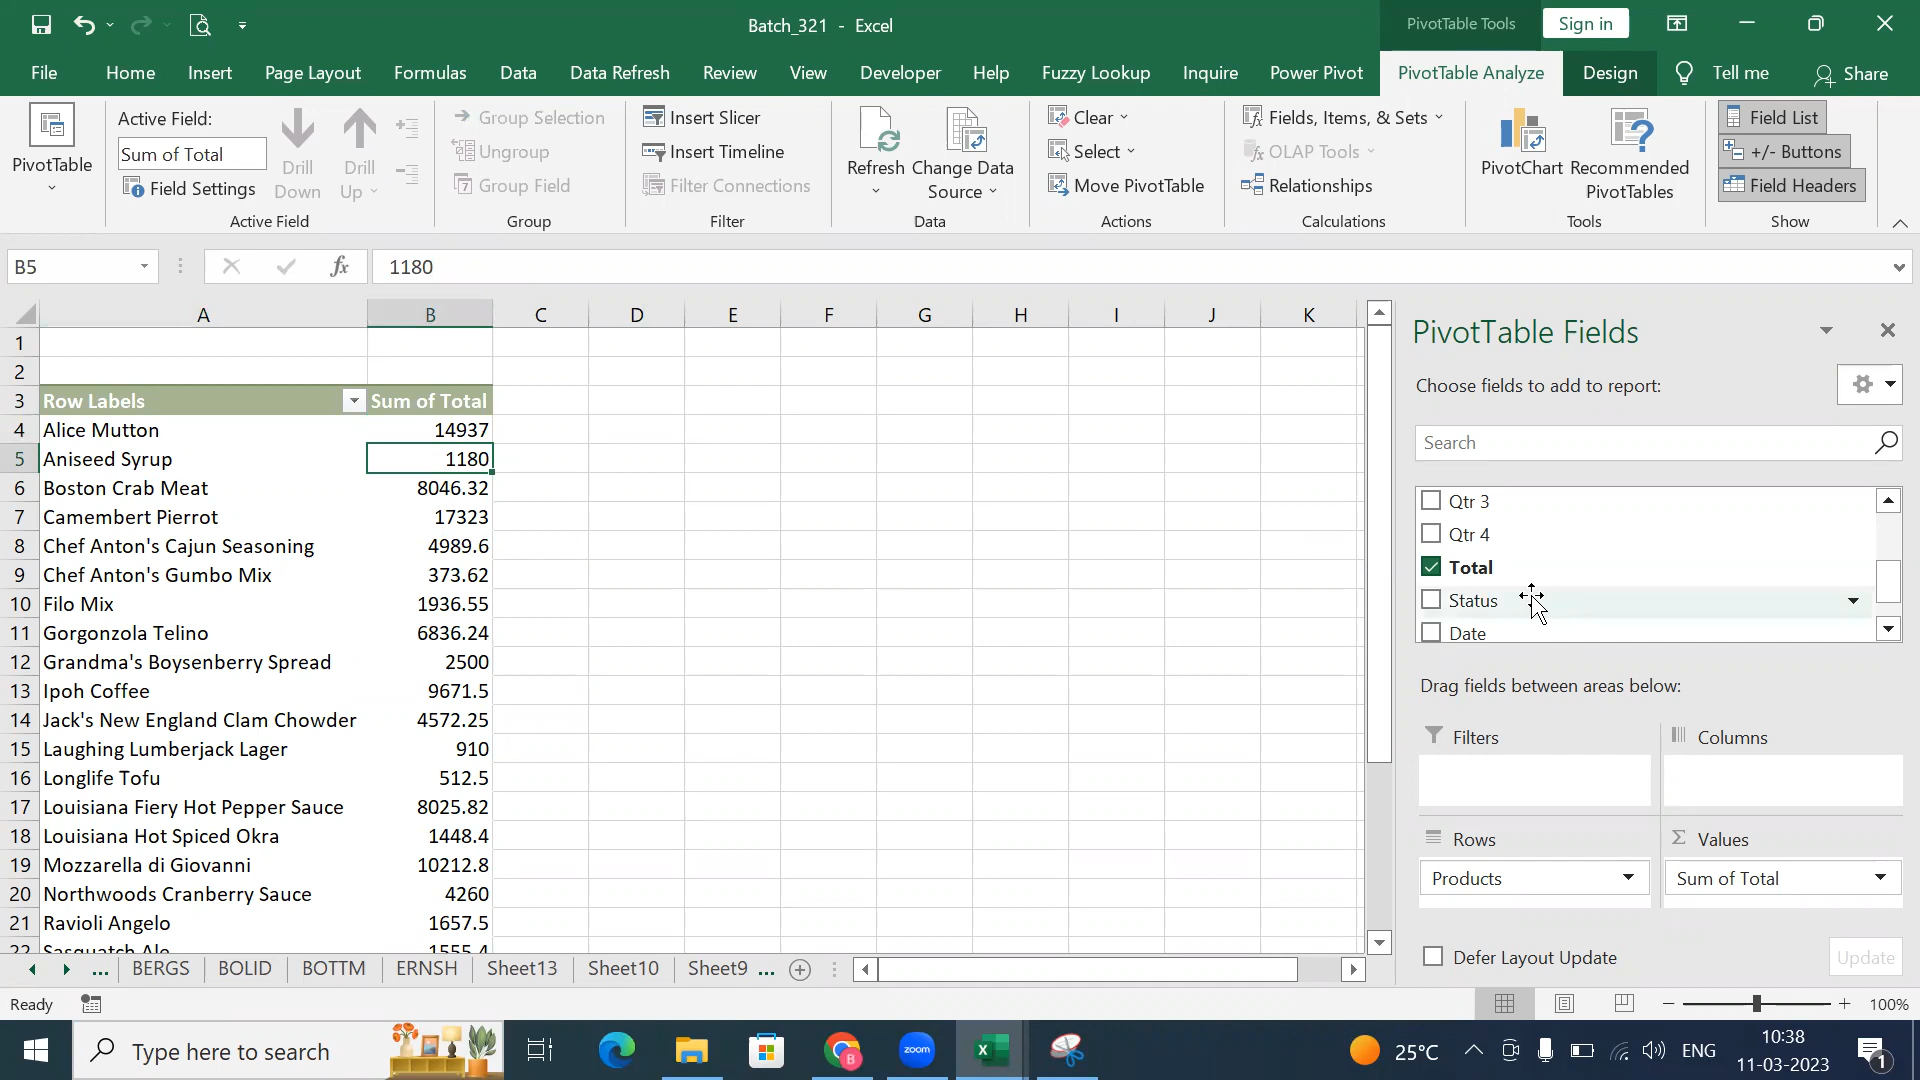 Batch_321 - Excel
PivotTable Tools
Sign in
File Home Insert Page Layout Formulas Data Data Refresh Review View Developer Help Fuzzy Lookup Inquire Power Pivot PivotTable Analyze Design Tell me Share
PivotTable
Active Field:
Sum of Total
Field Settings
Drill Down
Drill Up
Active Field
Group Selection
Ungroup
Group Field
Group
Insert Slicer
Insert Timeline
Filter Connections
Filter
Refresh
Change Data Source
Data
Clear
Select
Move PivotTable
Actions
Fields, Items, & Sets
OLAP Tools
Relationships
Calculations
PivotChart
Recommended PivotTables
Tools
Field List
+/- Buttons
Field Headers
Show
B5
fx
1180
A B C D E F G H I J K
1
2
3 Row Labels Sum of Total
4 Alice Mutton 14937
5 Aniseed Syrup 1180
6 Boston Crab Meat 8046.32
7 Camembert Pierrot 17323
8 Chef Anton's Cajun Seasoning 4989.6
9 Chef Anton's Gumbo Mix 373.62
10 Filo Mix 1936.55
11 Gorgonzola Telino 6836.24
12 Grandma's Boysenberry Spread 2500
13 Ipoh Coffee 9671.5
14 Jack's New England Clam Chowder 4572.25
15 Laughing Lumberjack Lager 910
16 Longlife Tofu 512.5
17 Louisiana Fiery Hot Pepper Sauce 8025.82
18 Louisiana Hot Spiced Okra 1448.4
19 Mozzarella di Giovanni 10212.8
20 Northwoods Cranberry Sauce 4260
21 Ravioli Angelo 1657.5
22 Sasquatch Ale 1555.4
PivotTable Fields
Choose fields to add to report:
Search
Qtr 3
Qtr 4
Total
Status
Date
Drag fields between areas below:
Filters
Columns
Rows
Values
Products
Sum of Total
Defer Layout Update
Update
... BERGS BOLID BOTTM ERNSH Sheet13 Sheet10 Sheet9 ...
Ready
100%
Type here to search
zoom
B
25°C
ENG
10:38
11-03-2023
1